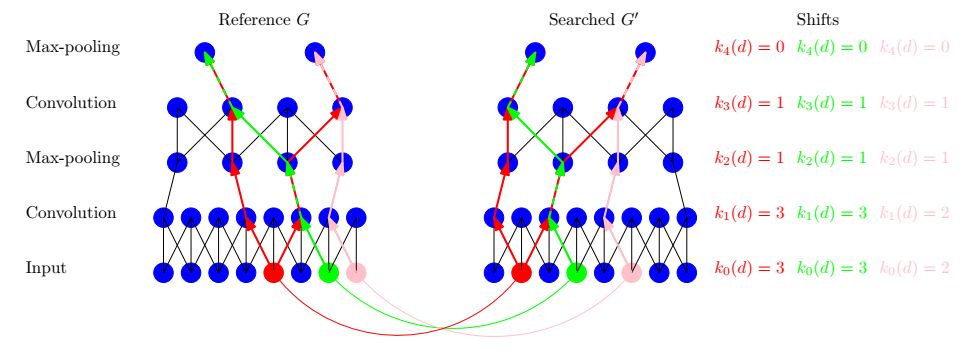 Reference G Searched G′ Shifts
Max-pooling k₄(d) = 0 k₄(d) = 0 k₄(d) = 0
Convolution k₃(d) = 1 k₃(d) = 1 k₃(d) = 1
Max-pooling k₂(d) = 1 k₂(d) = 1 k₂(d) = 1
Convolution k₁(d) = 3 k₁(d) = 3 k₁(d) = 2
Input k₀(d) = 3 k₀(d) = 3 k₀(d) = 2